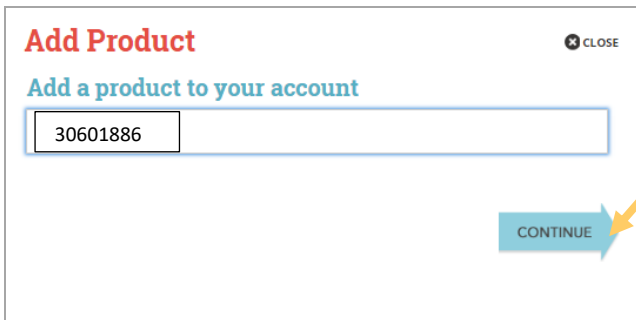 Add Product
CLOSE
Add a product to your account
30601886
CONTINUE